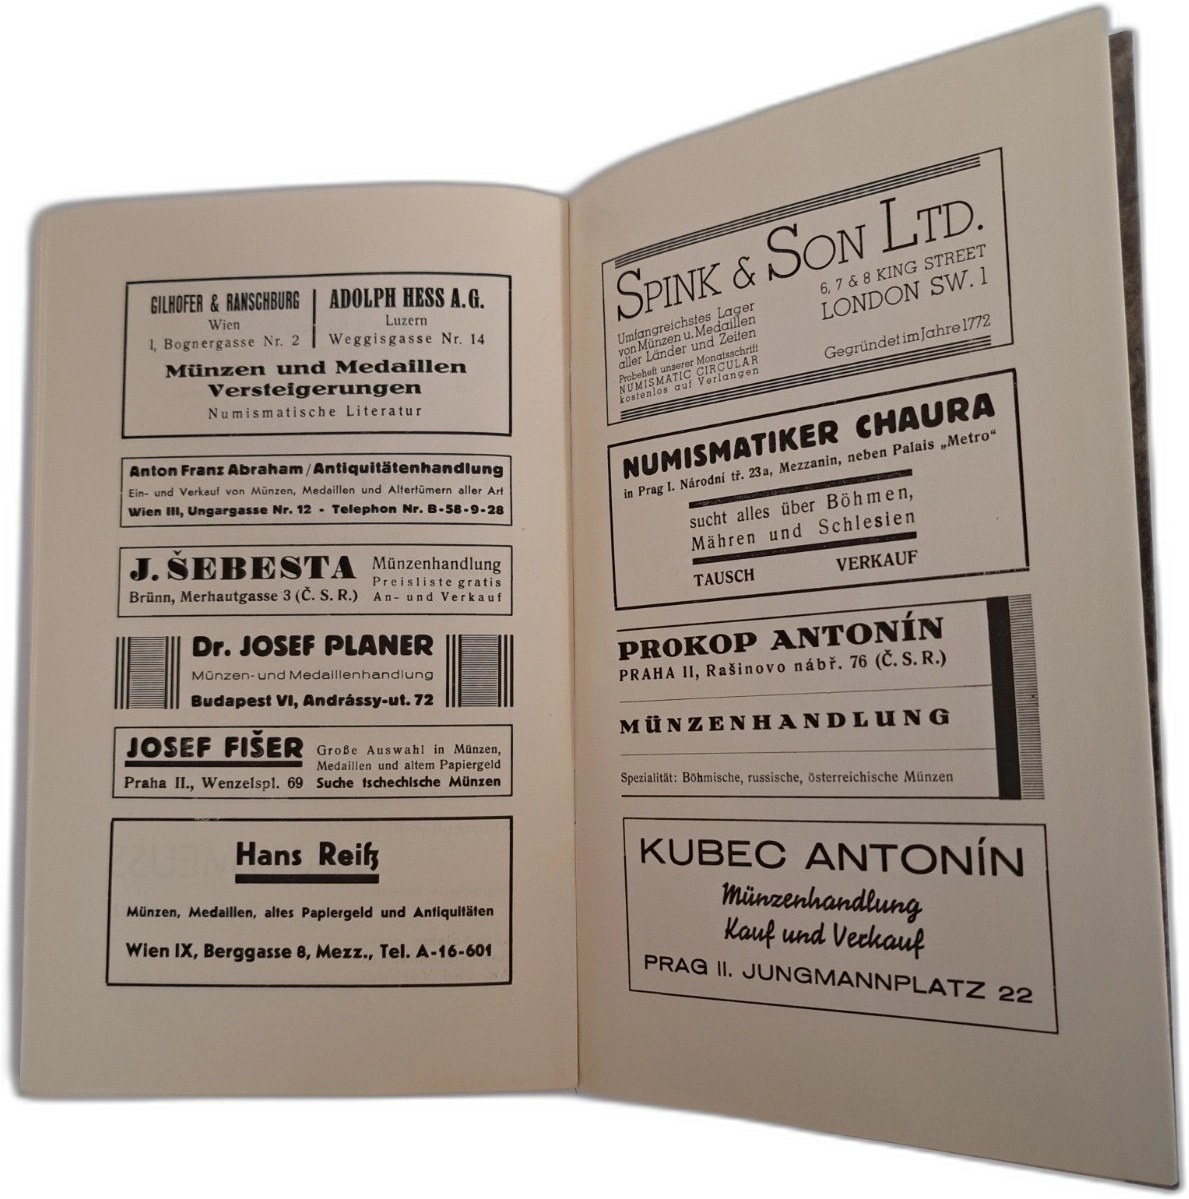 GILHOFER & RANSCHBURG
Wien
1, Bognergasse Nr. 2
ADOLPH HESS A.G.
Luzern
Weggisgasse Nr. 14
Münzen und Medaillen
Versteigerungen
Numismatische Literatur
Anton Franz Abraham / Antiquitätenhandlung
Ein- und Verkauf von Münzen, Medaillen und Altertümern aller Art
Wien III, Ungargasse Nr. 12 - Telephon Nr. B-58-9-28
J. ŠEBESTA
Brünn, Merhautgasse 3 (Č. S. R.)
Münzenhandlung
Preisliste gratis
An- und Verkauf
Dr. JOSEF PLANER
Münzen- und Medaillenhandlung
Budapest VI, Andrássy-ut. 72
JOSEF FIŠER
Praha II., Wenzelspl. 69
Große Auswahl in Münzen,
Medaillen und altem Papiergeld
Suche tschechische Münzen
Hans Reiß
Münzen, Medaillen, altes Papiergeld und Antiquitäten
Wien IX, Berggasse 8, Mezz., Tel. A-16-601
SPINK & SON LTD.
6, 7 & 8 KING STREET
LONDON SW. 1
Umfangreichstes Lager
von Münzen u. Medaillen
aller Länder und Zeiten
Probeheft unserer Monatsschrift
NUMISMATIC CIRCULAR
kostenlos auf Verlangen
Gegründet im Jahre 1772
NUMISMATIKER CHAURA
in Prag I. Národní tř. 23a, Mezzanin, neben Palais „Metro“
sucht alles über Böhmen,
Mähren und Schlesien
TAUSCH VERKAUF
PROKOP ANTONÍN
PRAHA II, Rašinovo nábř. 76 (Č. S. R.)
MÜNZENHANDLUNG
Spezialität: Böhmische, russische, österreichische Münzen
KUBEC ANTONÍN
Münzenhandlung
Kauf und Verkauf
PRAG II. JUNGMANNPLATZ 22